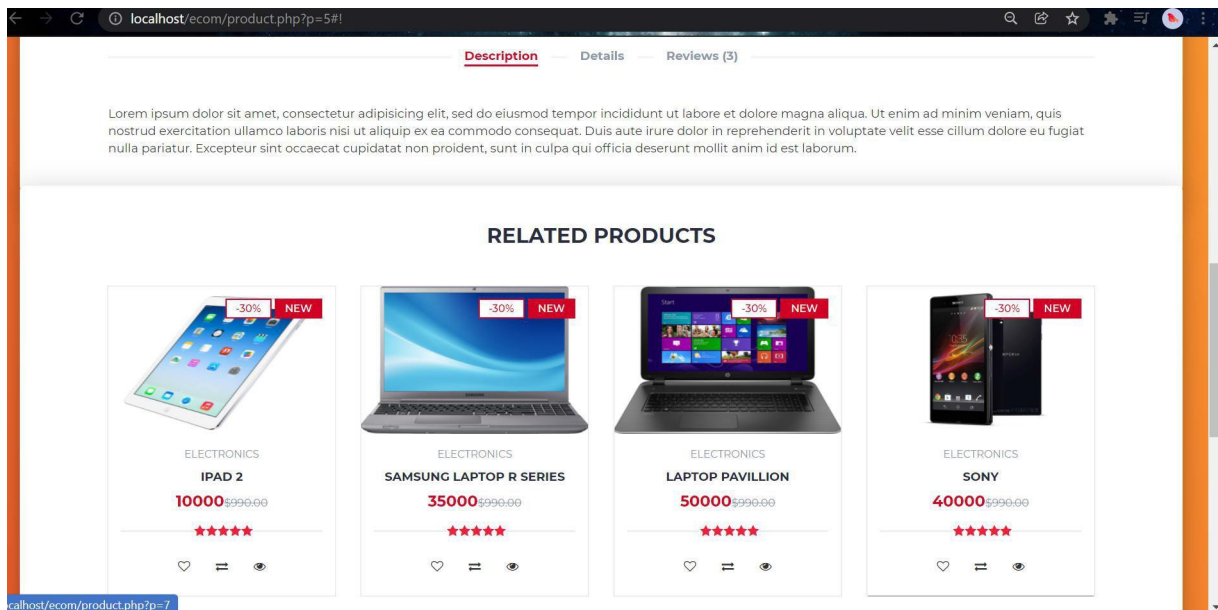 localhost/ecom/product.php?p=5#!
Description Details Reviews (3)
Lorem ipsum dolor sit amet, consectetur adipisicing elit, sed do eiusmod tempor incididunt ut labore et dolore magna aliqua. Ut enim ad minim veniam, quis
nostrud exercitation ullamco laboris nisi ut aliquip ex ea commodo consequat. Duis aute irure dolor in reprehenderit in voluptate velit esse cillum dolore eu fugiat
nulla pariatur. Excepteur sint occaecat cupidatat non proident, sunt in culpa qui officia deserunt mollit anim id est laborum.
RELATED PRODUCTS
-30% NEW
-30% NEW
-30% NEW
-30% NEW
Start
SONY
ELECTRONICS
IPAD 2
10000$990.00
ELECTRONICS
SAMSUNG LAPTOP R SERIES
35000$990.00
ELECTRONICS
LAPTOP PAVILLION
50000$990.00
ELECTRONICS
SONY
40000$990.00
ocalhost/ecom/product.php?p=7